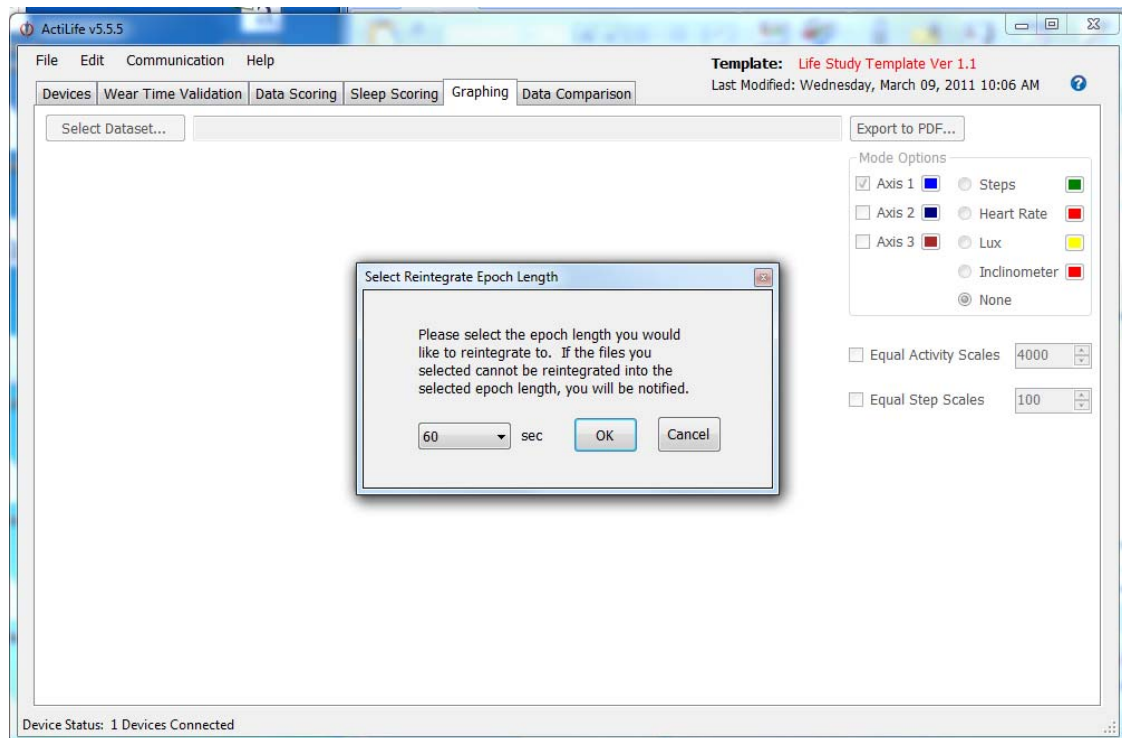 ActiLife v5.5.5
File Edit Communication Help
Template: Life Study Template Ver 1.1
Last Modified: Wednesday, March 09, 2011 10:06 AM
Devices Wear Time Validation Data Scoring Sleep Scoring Graphing Data Comparison
Select Dataset...
Export to PDF...
Mode Options
Axis 1 Steps
Axis 2 Heart Rate
Axis 3 Lux
Inclinometer
None
Equal Activity Scales 4000
Equal Step Scales 100
Select Reintegrate Epoch Length
Please select the epoch length you would
like to reintegrate to. If the files you
selected cannot be reintegrated into the
selected epoch length, you will be notified.
60 sec OK Cancel
Device Status: 1 Devices Connected